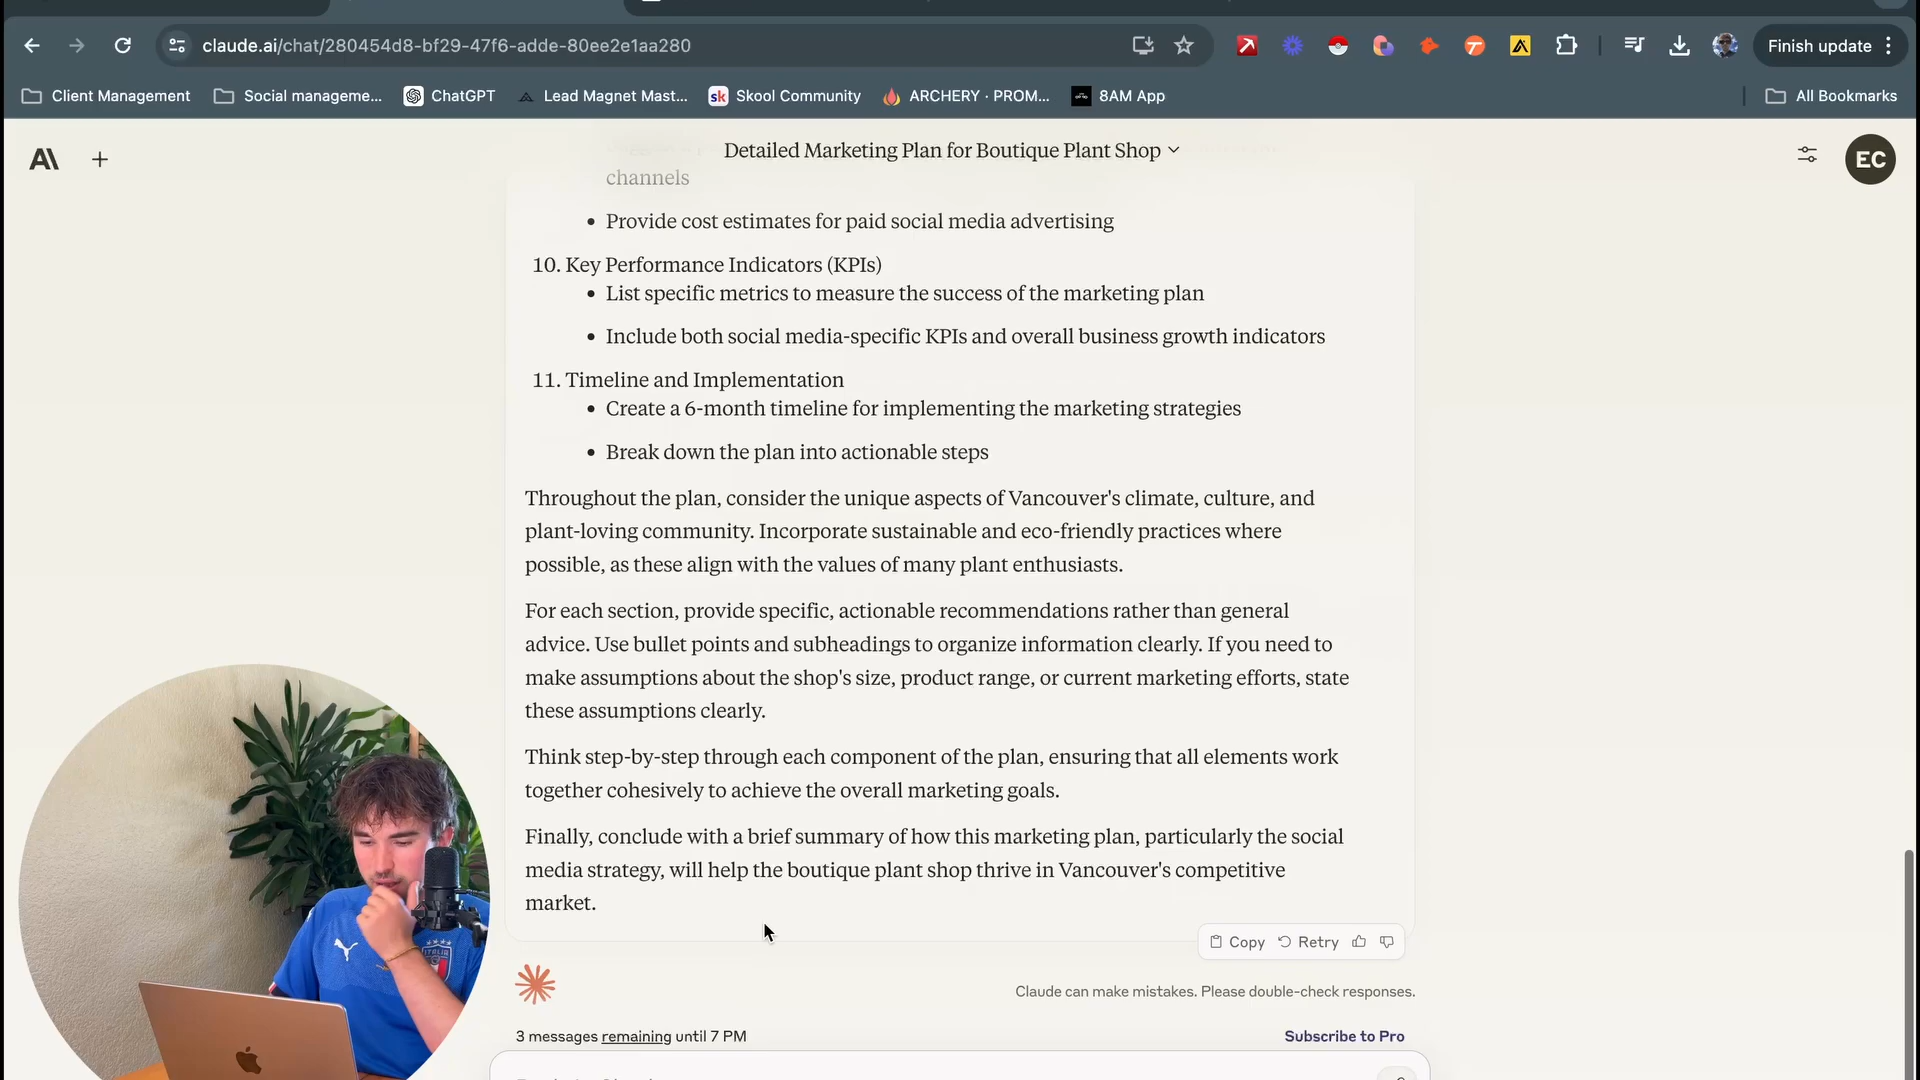 claude.ai/chat/280454d8-bf29-47f6-adde-80ee2e1aa280
Finish update
Client Management
Social manageme...
ChatGPT
Lead Magnet Mast...
sk Skool Community
ARCHERY · PROM...
8AM App
All Bookmarks
Detailed Marketing Plan for Boutique Plant Shop
EC
channels
• Provide cost estimates for paid social media advertising
10. Key Performance Indicators (KPIs)
• List specific metrics to measure the success of the marketing plan
• Include both social media-specific KPIs and overall business growth indicators
11. Timeline and Implementation
• Create a 6-month timeline for implementing the marketing strategies
• Break down the plan into actionable steps
Throughout the plan, consider the unique aspects of Vancouver's climate, culture, and
plant-loving community. Incorporate sustainable and eco-friendly practices where
possible, as these align with the values of many plant enthusiasts.
For each section, provide specific, actionable recommendations rather than general
advice. Use bullet points and subheadings to organize information clearly. If you need to
make assumptions about the shop's size, product range, or current marketing efforts, state
these assumptions clearly.
Think step-by-step through each component of the plan, ensuring that all elements work
together cohesively to achieve the overall marketing goals.
Finally, conclude with a brief summary of how this marketing plan, particularly the social
media strategy, will help the boutique plant shop thrive in Vancouver's competitive
market.
Copy
Retry
Claude can make mistakes. Please double-check responses.
3 messages remaining until 7 PM
Subscribe to Pro
ITALIA